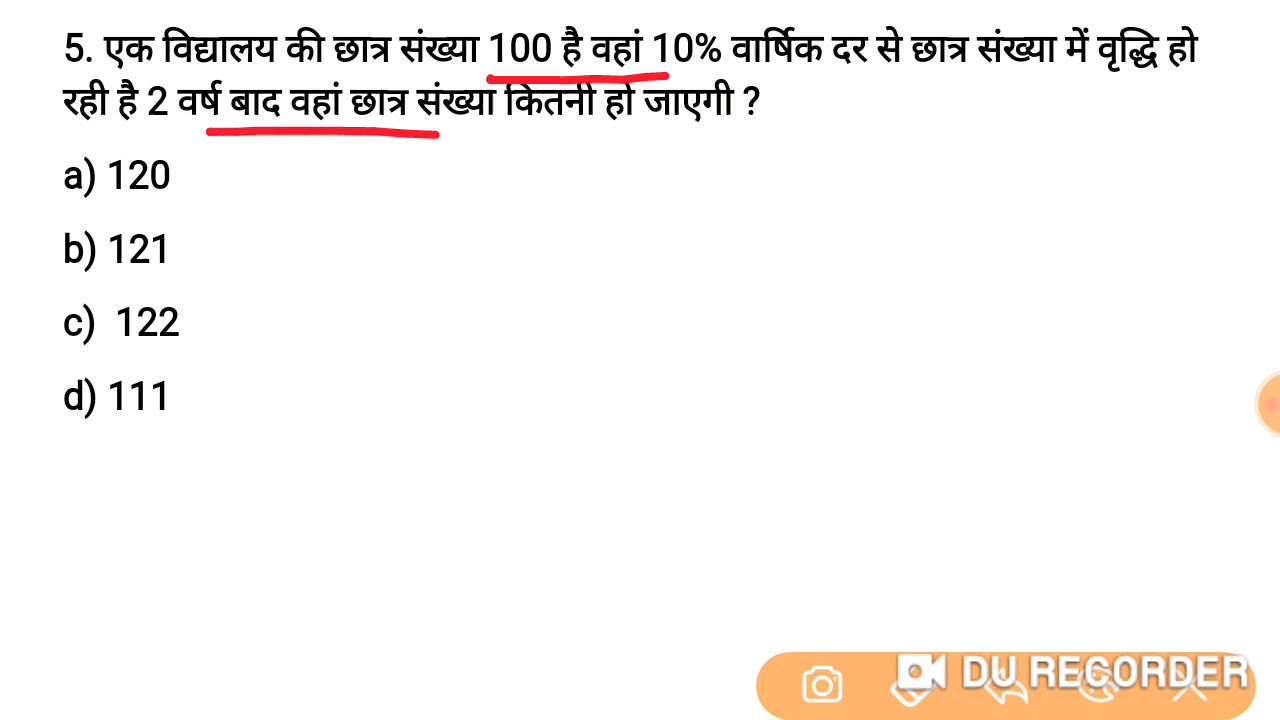 5. एक विद्यालय की छात्र संख्या 100 है वहां 10% वार्षिक दर से छात्र संख्या में वृद्धि हो
रही है 2 वर्ष बाद वहां छात्र संख्या कितनी हो जाएगी ?
a) 120
b) 121
c) 122
d) 111
DU RECORDER